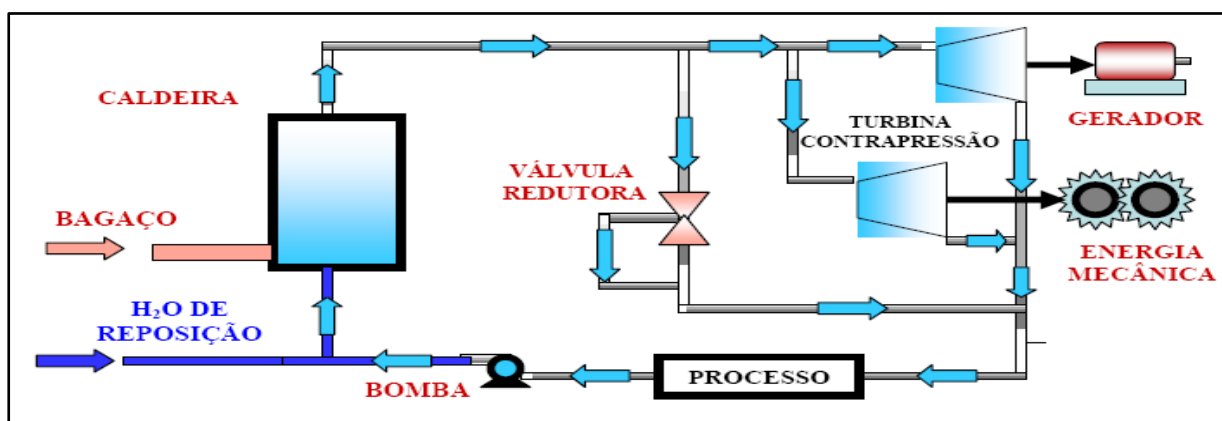 CALDEIRA
BAGAÇO
H₂O DE
REPOSIÇÃO
BOMBA
VÁLVULA
REDUTORA
TURBINA
CONTRAPRESSÃO
GERADOR
ENERGIA
MECÂNICA
PROCESSO